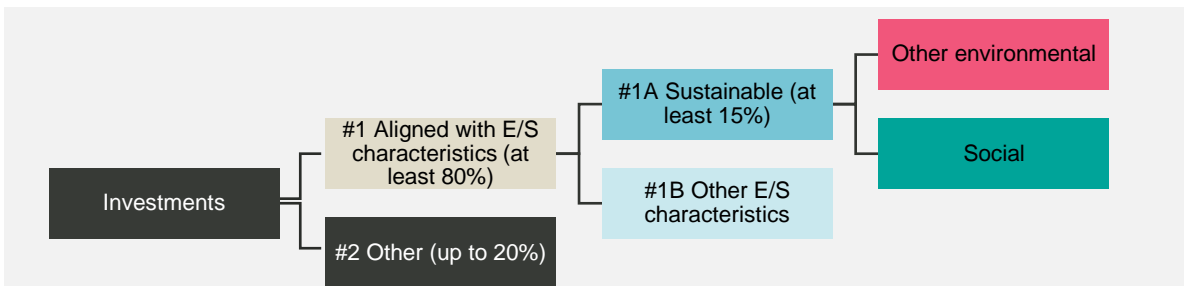 Other environmental
#1A Sustainable (at
least 15%)
#1 Aligned with E/S
characteristics (at
least 80%)
Social
Investments
#1B Other E/S
characteristics
#2 Other (up to 20%)